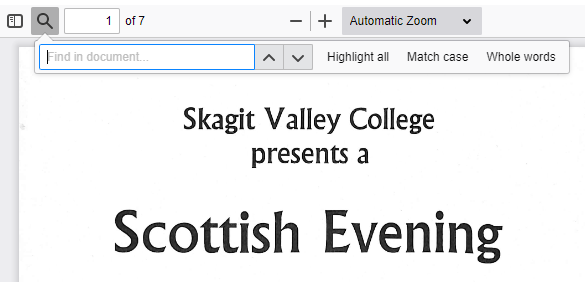 1 of 7 Automatic Zoom
Find in document... Highlight all Match case Whole words
Skagit Valley College
presents a
Scottish Evening